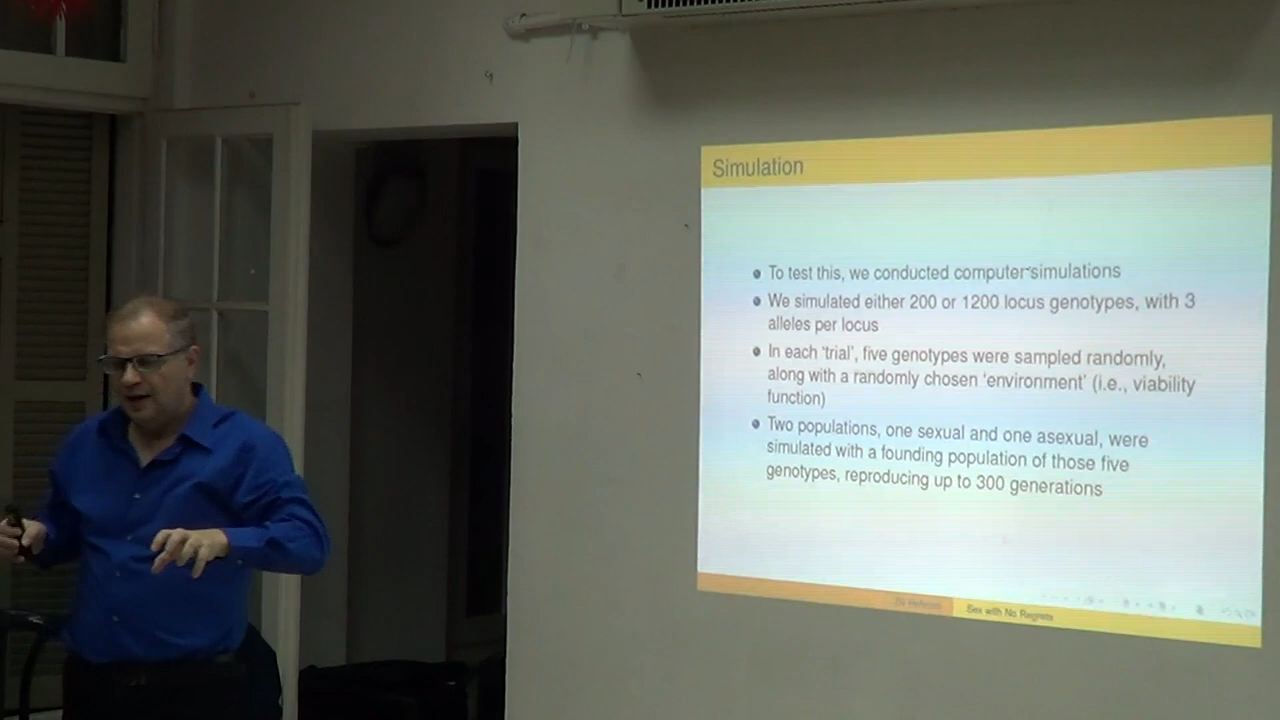 Simulation
To test this, we conducted computer simulations
We simulated either 200 or 1200 locus genotypes, with 3
alleles per locus
In each ‘trial’, five genotypes were sampled randomly,
along with a randomly chosen ‘environment’ (i.e., viability
function)
Two populations, one sexual and one asexual, were
simulated with a founding population of those five
genotypes, reproducing up to 300 generations
Sex with No Regrets